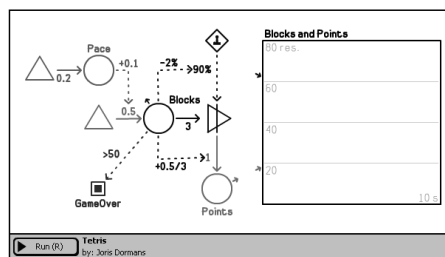 Pace
+0.1
0.2
-2%
90%
Blocks
0.5
3
>50
+0.5/3
1
GameOver
Points
Blocks and Points
80 res.
60
40
20
10 s
Run (R)
Tetris
by: Joris Dormans